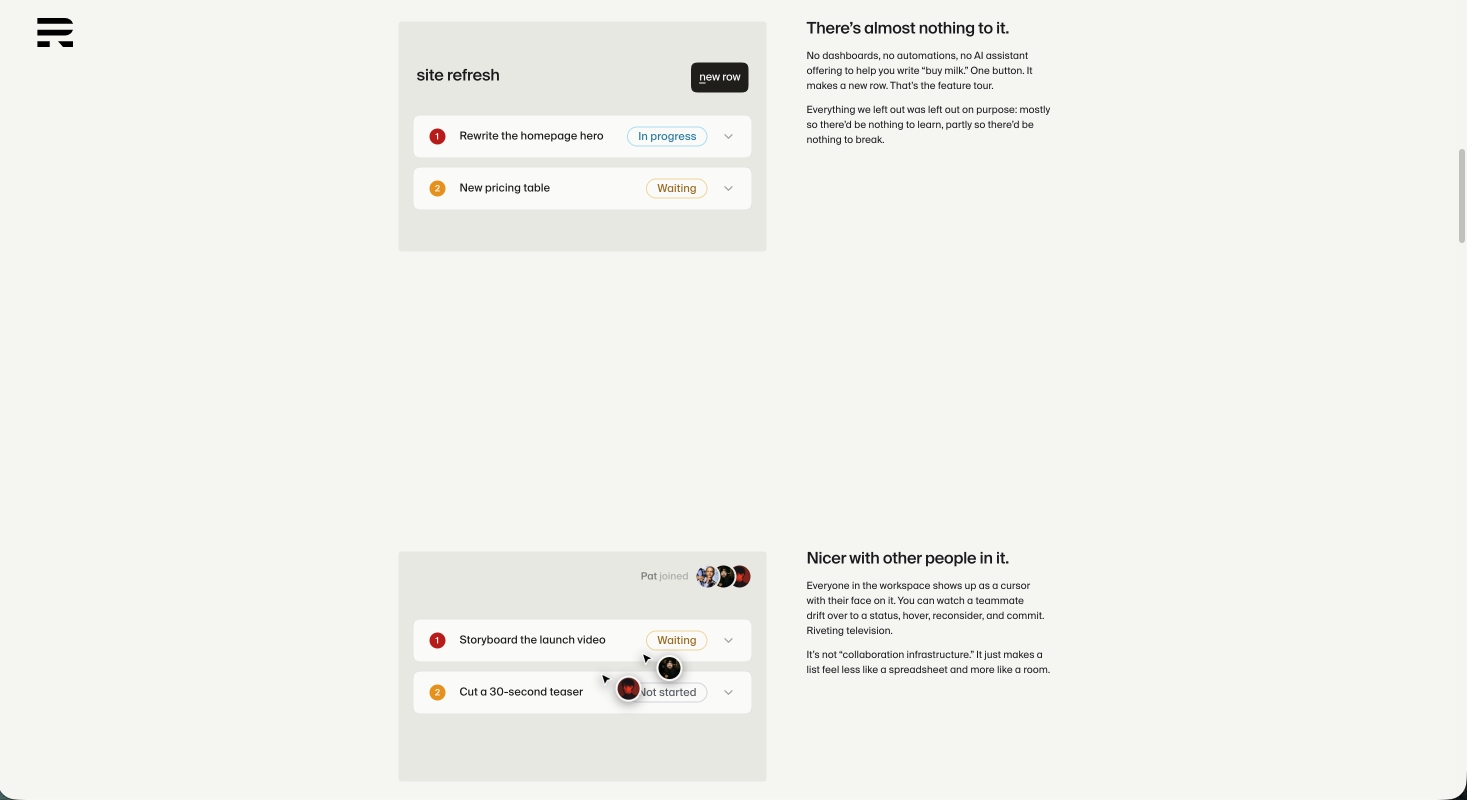 There’s almost nothing to it.
site refresh
new row
No dashboards, no automations, no AI assistant
offering to help you write “buy milk.” One button. It
makes a new row. That’s the feature tour.
Everything we left out was left out on purpose: mostly
so there’d be nothing to learn, partly so there’d be
nothing to break.
1 Rewrite the homepage hero In progress
2 New pricing table Waiting
Nicer with other people in it.
Pat joined
Everyone in the workspace shows up as a cursor
with their face on it. You can watch a teammate
drift over to a status, hover, reconsider, and commit.
Riveting television.
It’s not “collaboration infrastructure.” It just makes a
list feel less like a spreadsheet and more like a room.
1 Storyboard the launch video Waiting
2 Cut a 30-second teaser Not started